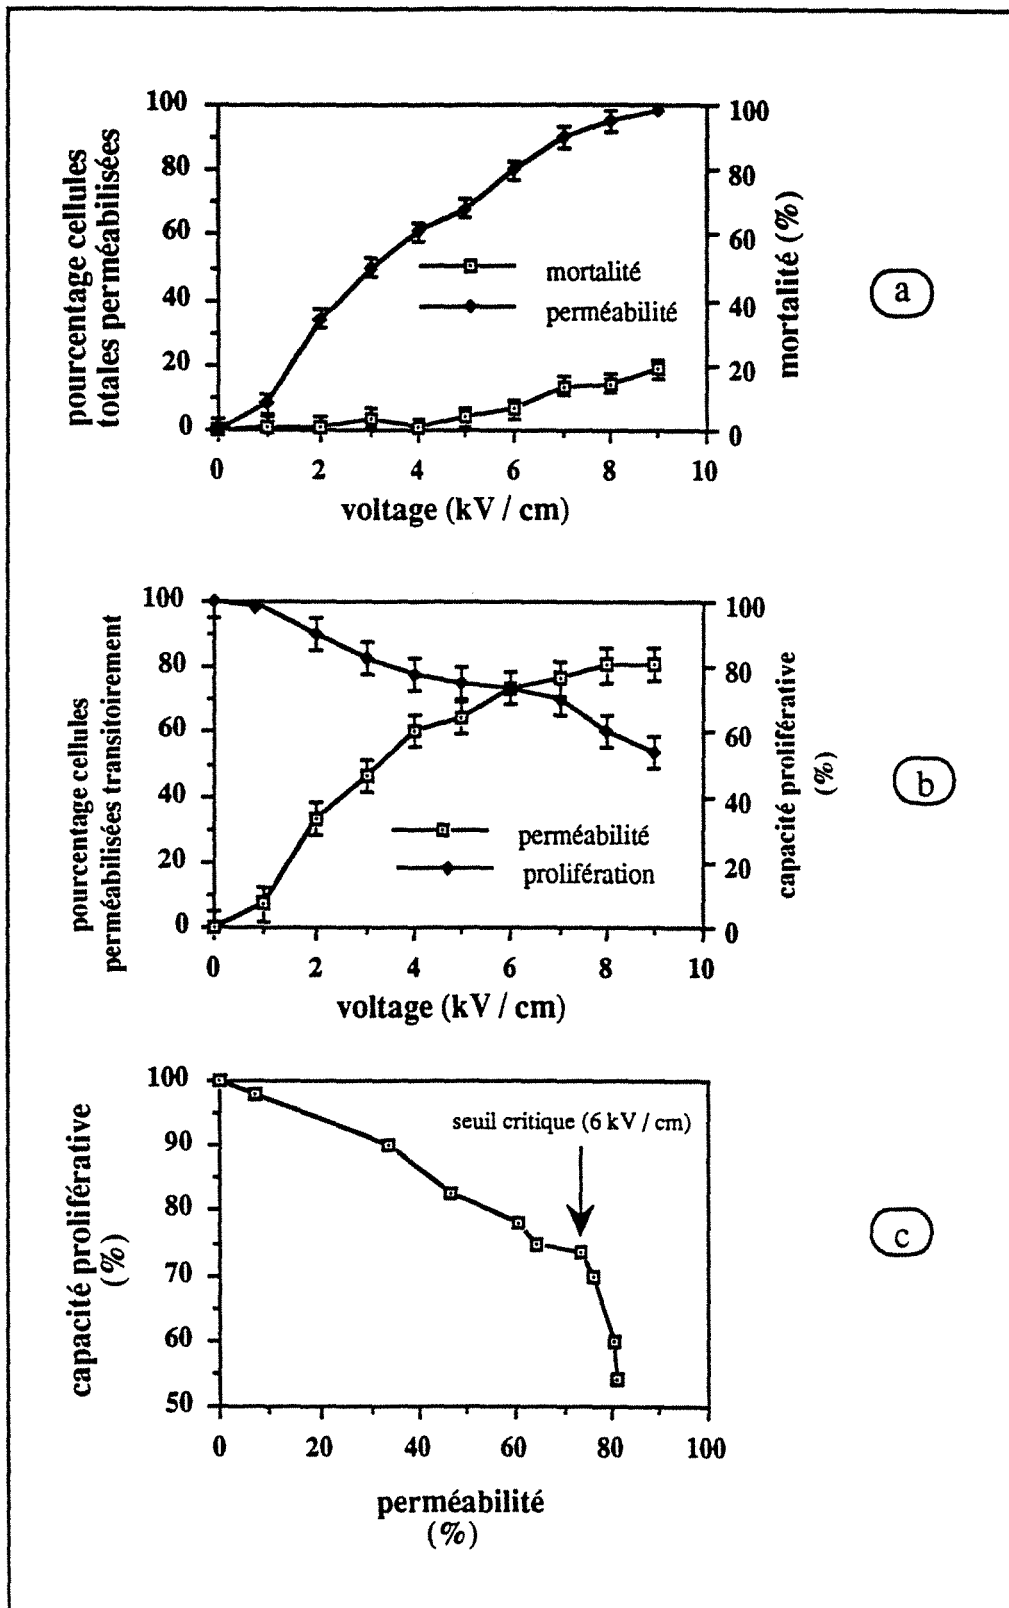 100
80
60
40
20
0
pourcentage cellules
totales perméabilisées
100
80
60
40
20
0
mortalité (%)
mortalité
perméabilité
0 2 4 6 8 10
voltage (kV / cm)
a
100
80
60
40
20
0
pourcentage cellules
perméabilisées transitoirement
100
80
60
40
20
0
capacité proliférative
(%)
perméabilité
prolifération
0 2 4 6 8 10
voltage (kV / cm)
b
100
90
80
70
60
50
capacité proliférative
(%)
seuil critique (6 kV / cm)
0 20 40 60 80 100
perméabilité
(%)
c